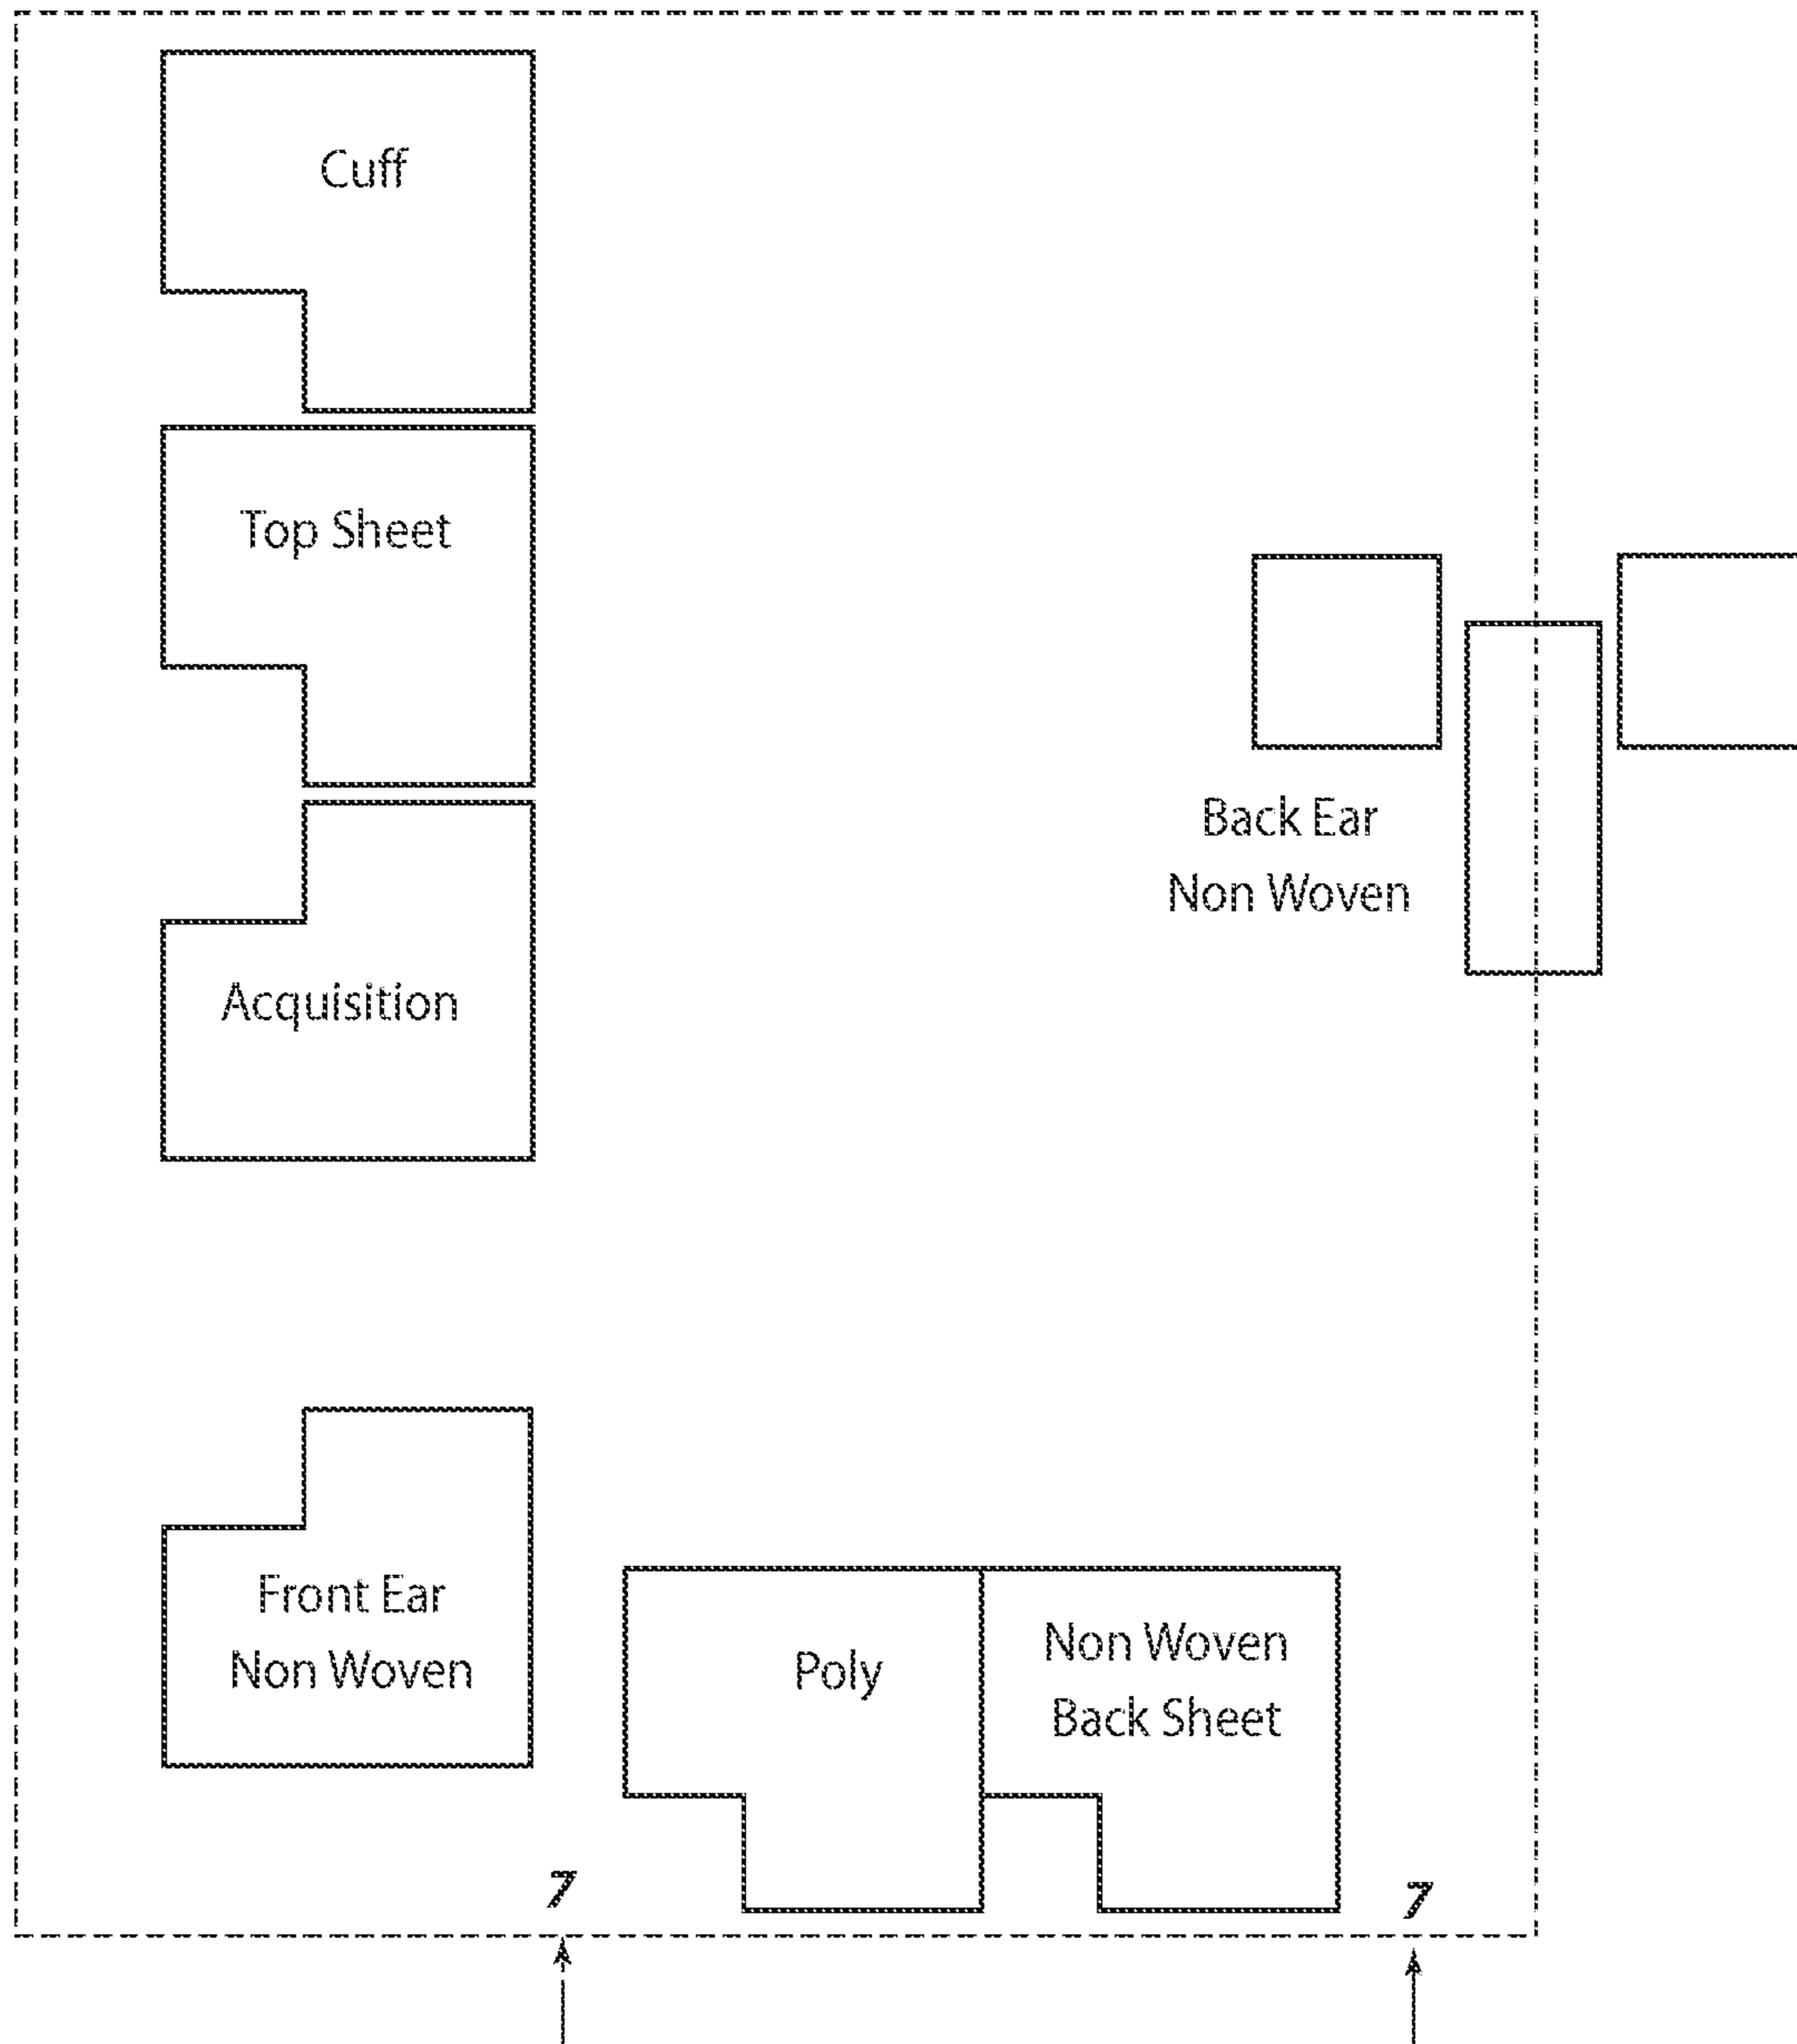 Cuff
Top Sheet
Back Ear
Non Woven
Acquisition
Front Ear
Non Woven
Poly
Non Woven
Back Sheet
7
7